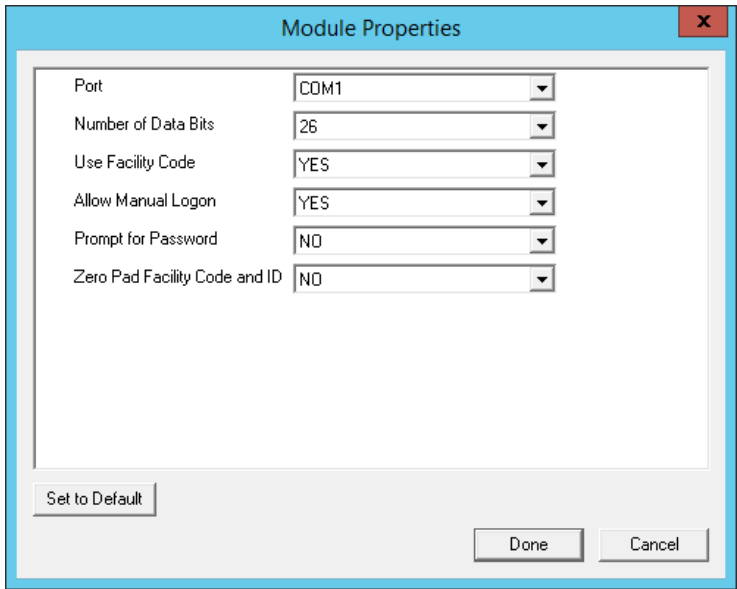 Module Properties
x
Port COM1
Number of Data Bits 26
Use Facility Code YES
Allow Manual Logon YES
Prompt for Password NO
Zero Pad Facility Code and ID NO
Set to Default
Done Cancel